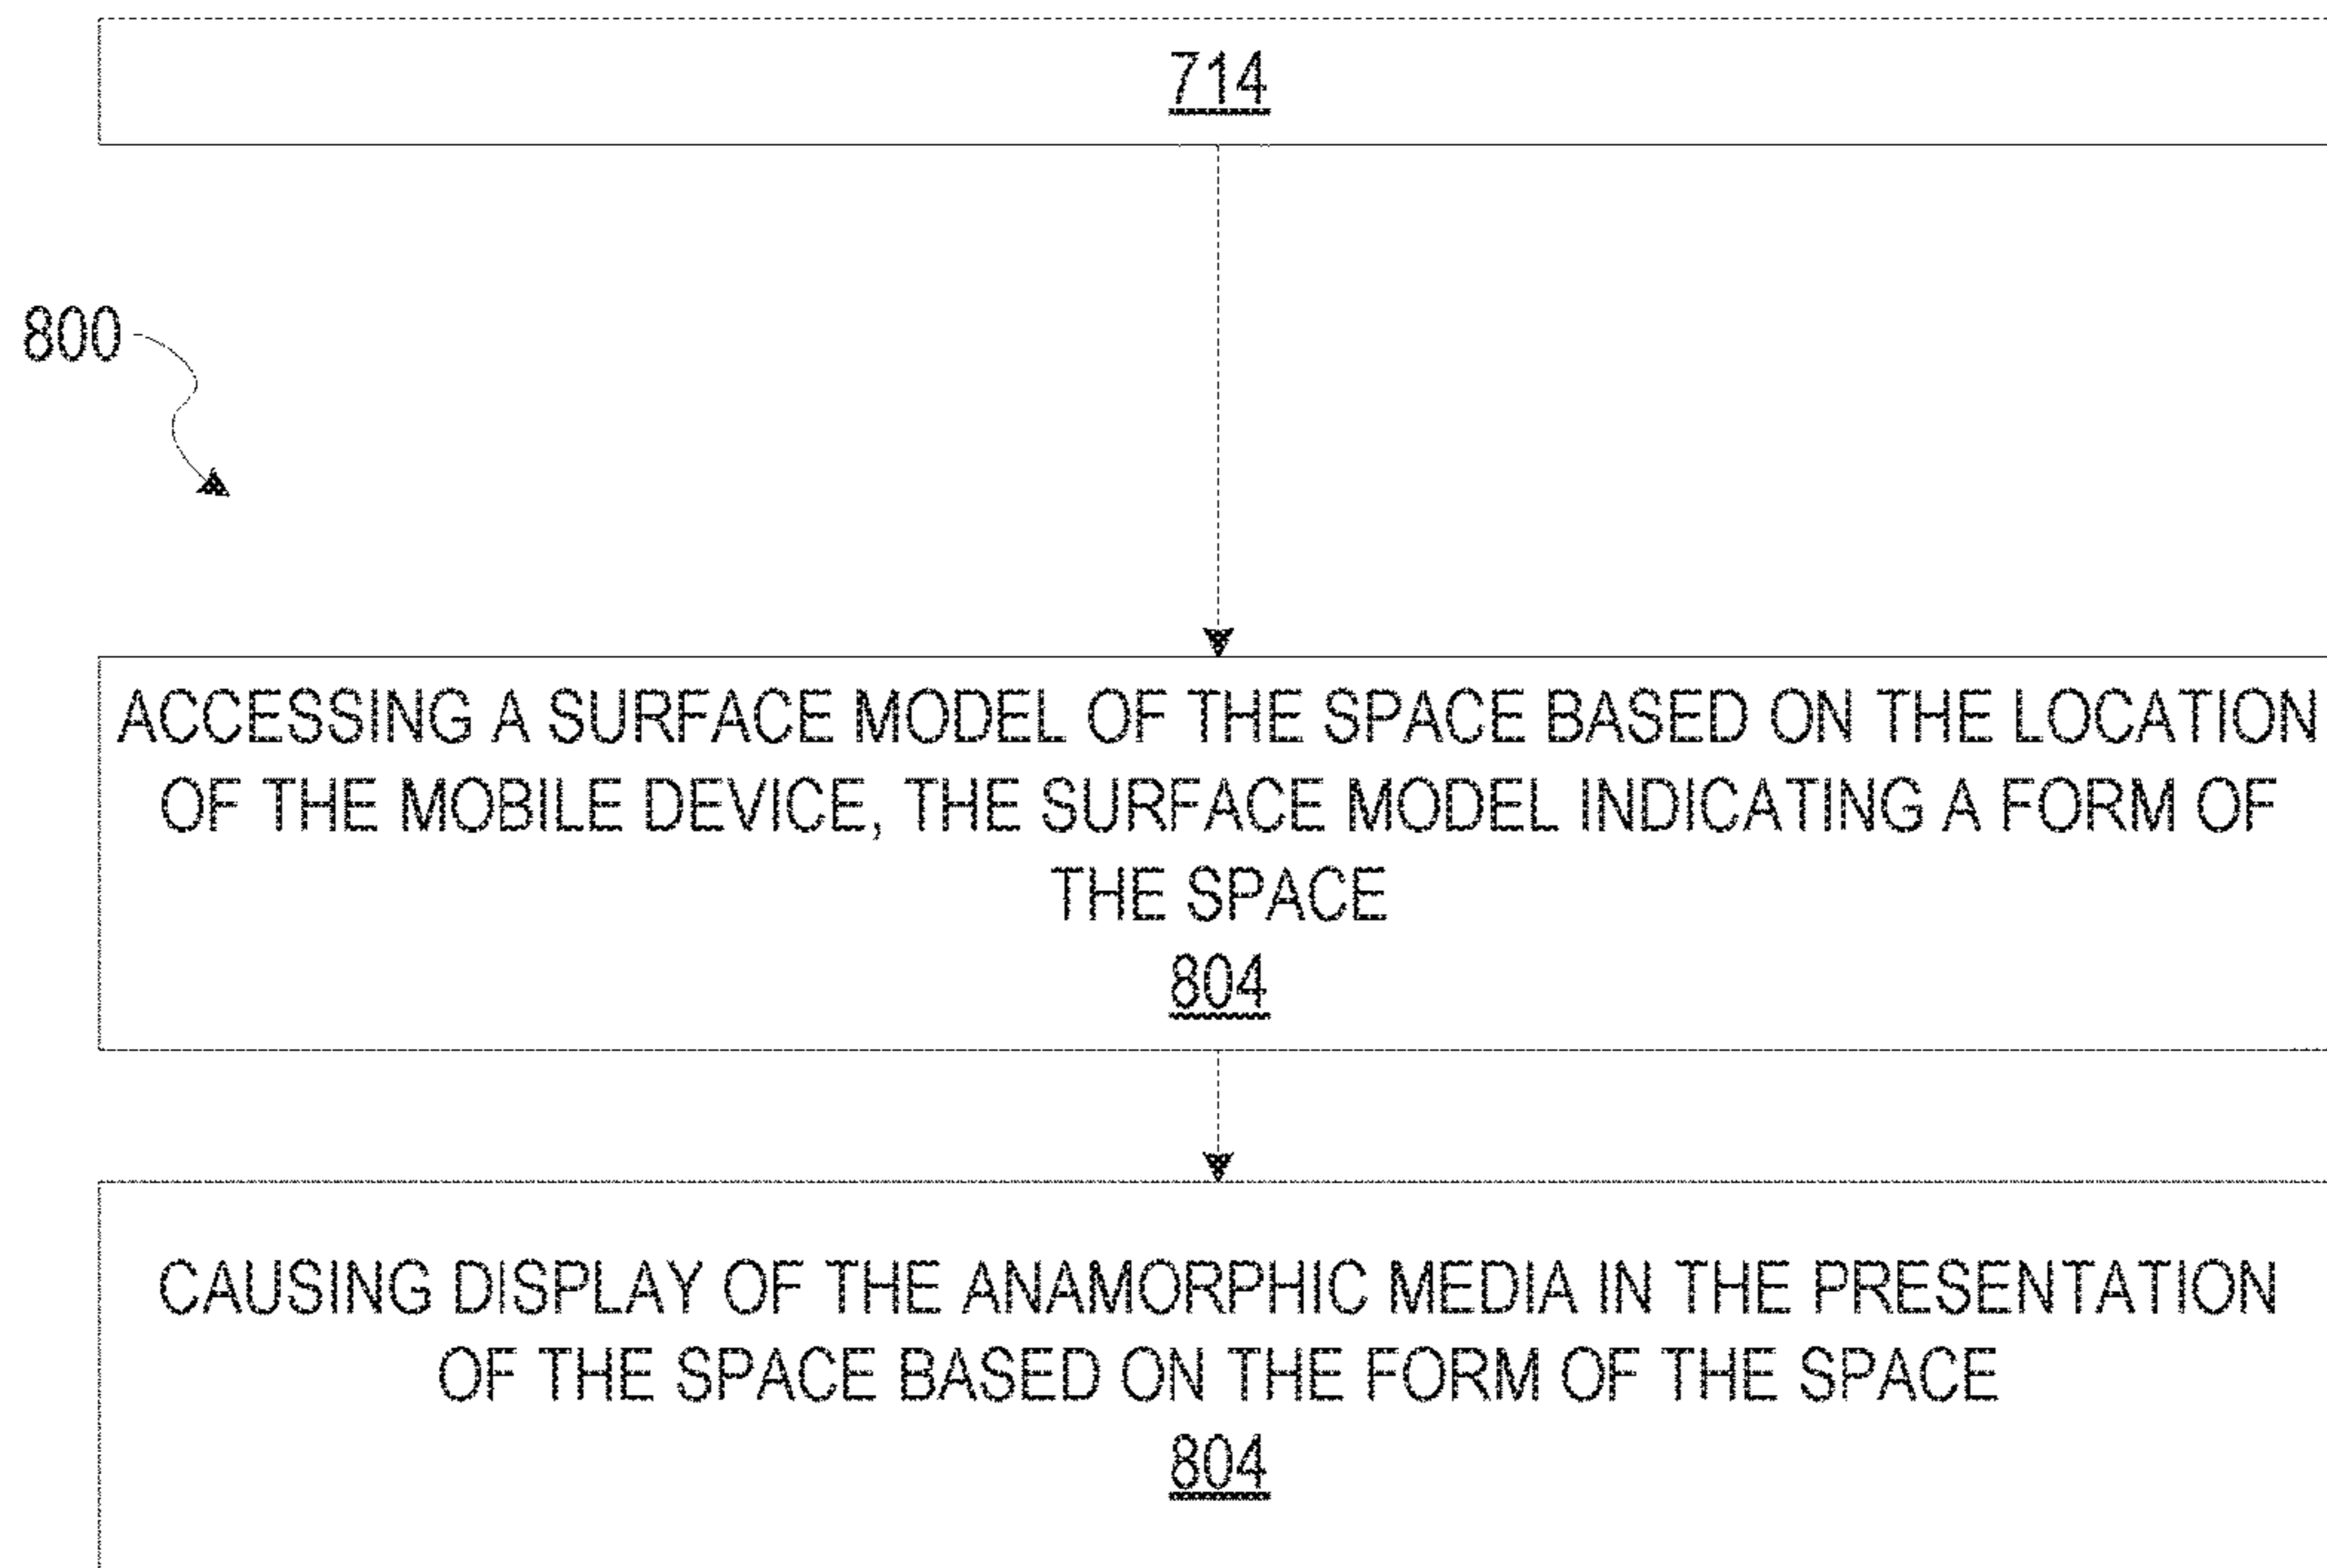 714
800
ACCESSING A SURFACE MODEL OF THE SPACE BASED ON THE LOCATION
OF THE MOBILE DEVICE, THE SURFACE MODEL INDICATING A FORM OF
THE SPACE
804
CAUSING DISPLAY OF THE ANAMORPHIC MEDIA IN THE PRESENTATION
OF THE SPACE BASED ON THE FORM OF THE SPACE
804